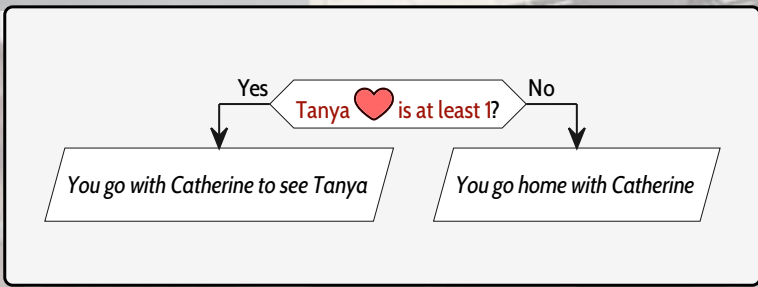 Yes
No
Tanya is at least 1?
You go with Catherine to see Tanya
You go home with Catherine